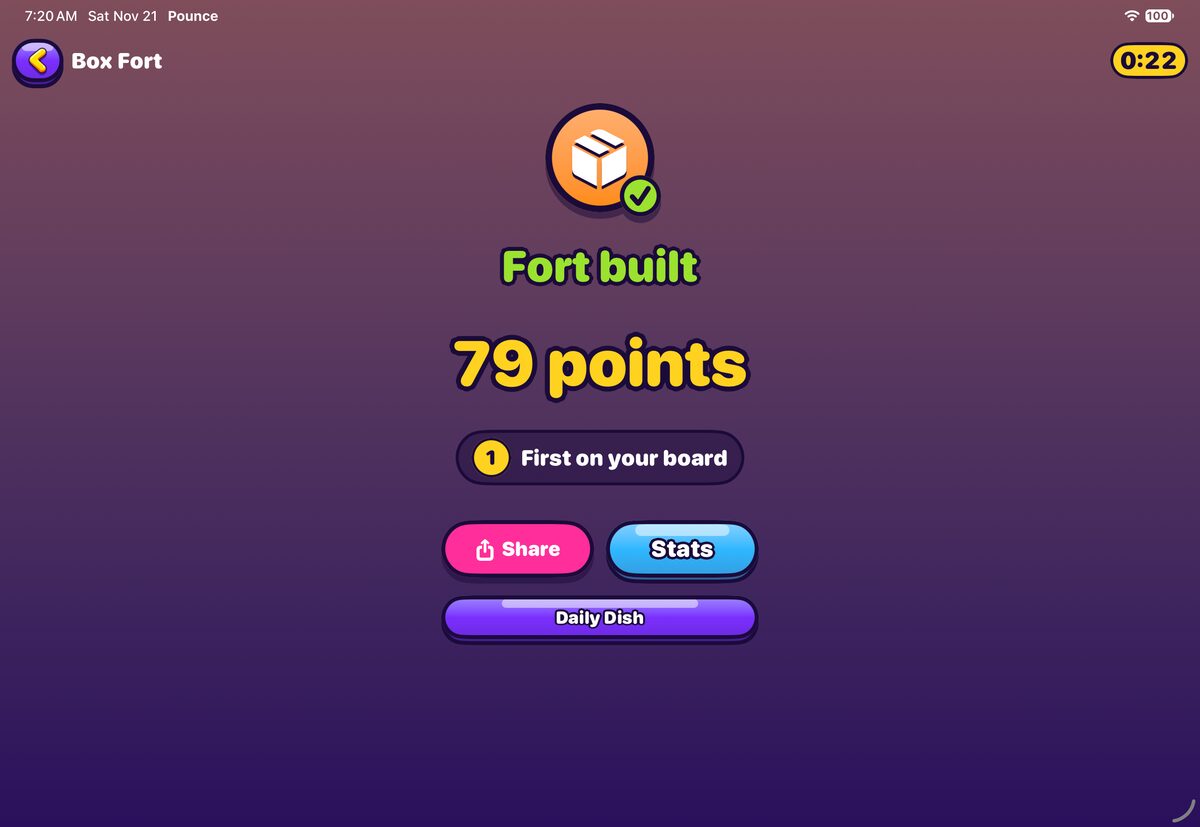 7:20 AM Sat Nov 21 Pounce 100
Box Fort 0:22
Fort built
79 points
1 First on your board
Share Stats
Daily Dish